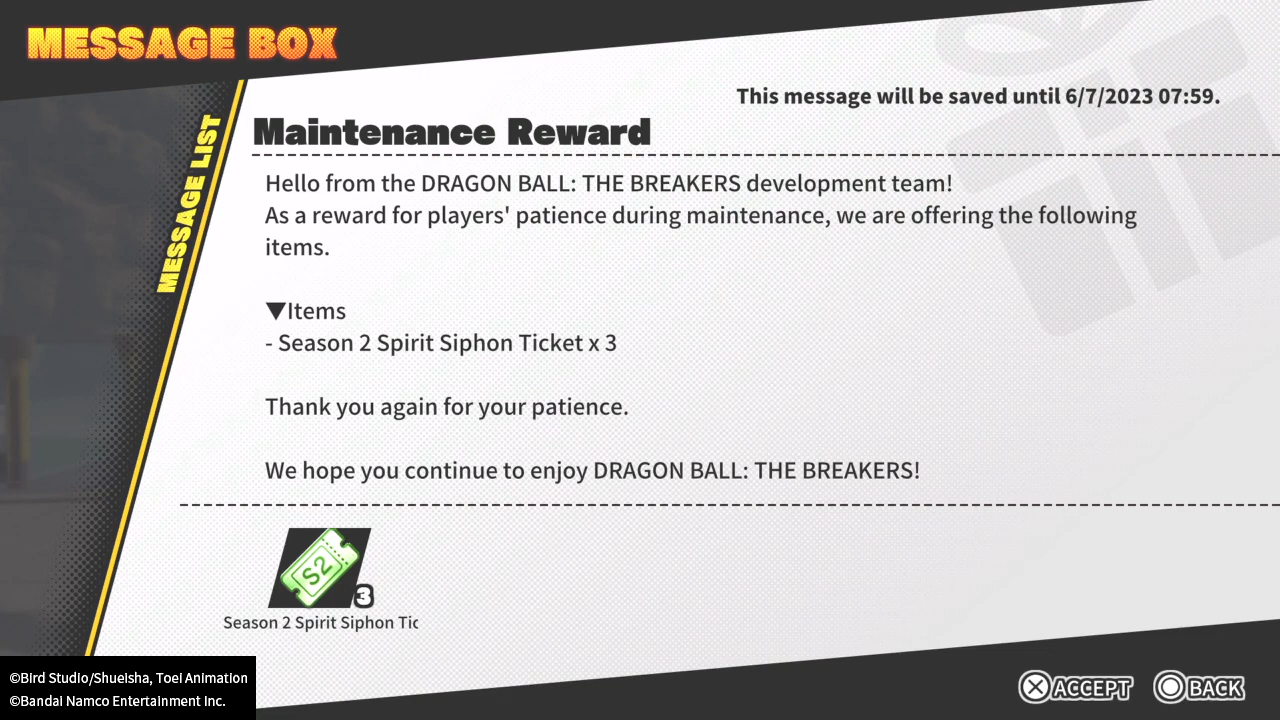 MESSAGE BOX
This message will be saved until 6/7/2023 07:59.
MESSAGE LIST
Maintenance Reward
Hello from the DRAGON BALL: THE BREAKERS development team!
As a reward for players' patience during maintenance, we are offering the following
items.
▼Items
- Season 2 Spirit Siphon Ticket x 3
Thank you again for your patience.
We hope you continue to enjoy DRAGON BALL: THE BREAKERS!
S2
3
Season 2 Spirit Siphon Tic
©Bird Studio/Shueisha, Toei Animation
©Bandai Namco Entertainment Inc.
ACCEPT
BACK